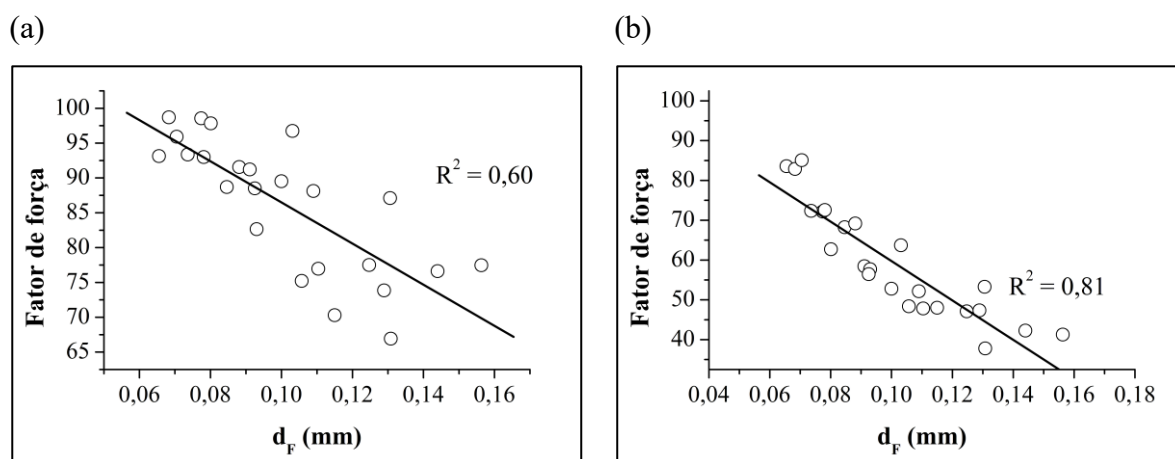 (a)
(b)
Fator de força
100
95
90
85
80
75
70
65
R² = 0,60
0,06 0,08 0,10 0,12 0,14 0,16
d_F (mm)
Fator de força
100
90
80
70
60
50
40
R² = 0,81
0,04 0,06 0,08 0,10 0,12 0,14 0,16 0,18
d_F (mm)